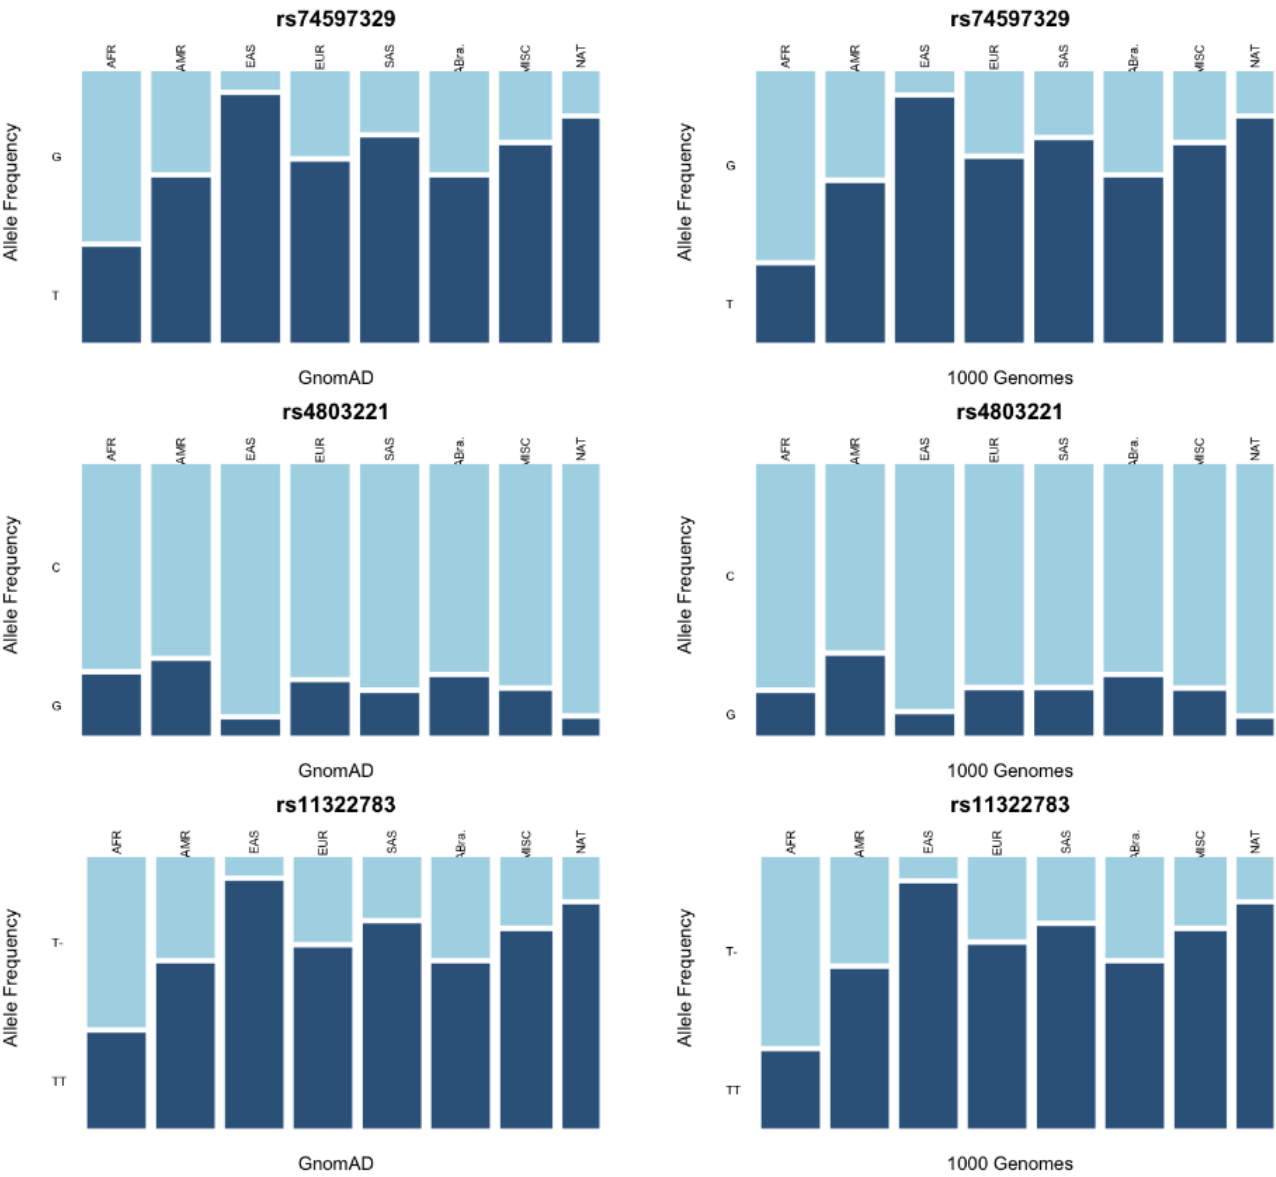 rs74597329
AFR AMR EAS EUR SAS ABra. MISC NAT
Allele Frequency
G
T
GnomAD
rs74597329
AFR AMR EAS EUR SAS ABra. MISC NAT
Allele Frequency
G
T
1000 Genomes
rs4803221
AFR AMR EAS EUR SAS ABra. MISC NAT
Allele Frequency
C
G
GnomAD
rs4803221
AFR AMR EAS EUR SAS ABra. MISC NAT
Allele Frequency
C
G
1000 Genomes
rs11322783
AFR AMR EAS EUR SAS ABra. MISC NAT
Allele Frequency
T-
TT
GnomAD
rs11322783
AFR AMR EAS EUR SAS ABra. MISC NAT
Allele Frequency
T-
TT
1000 Genomes